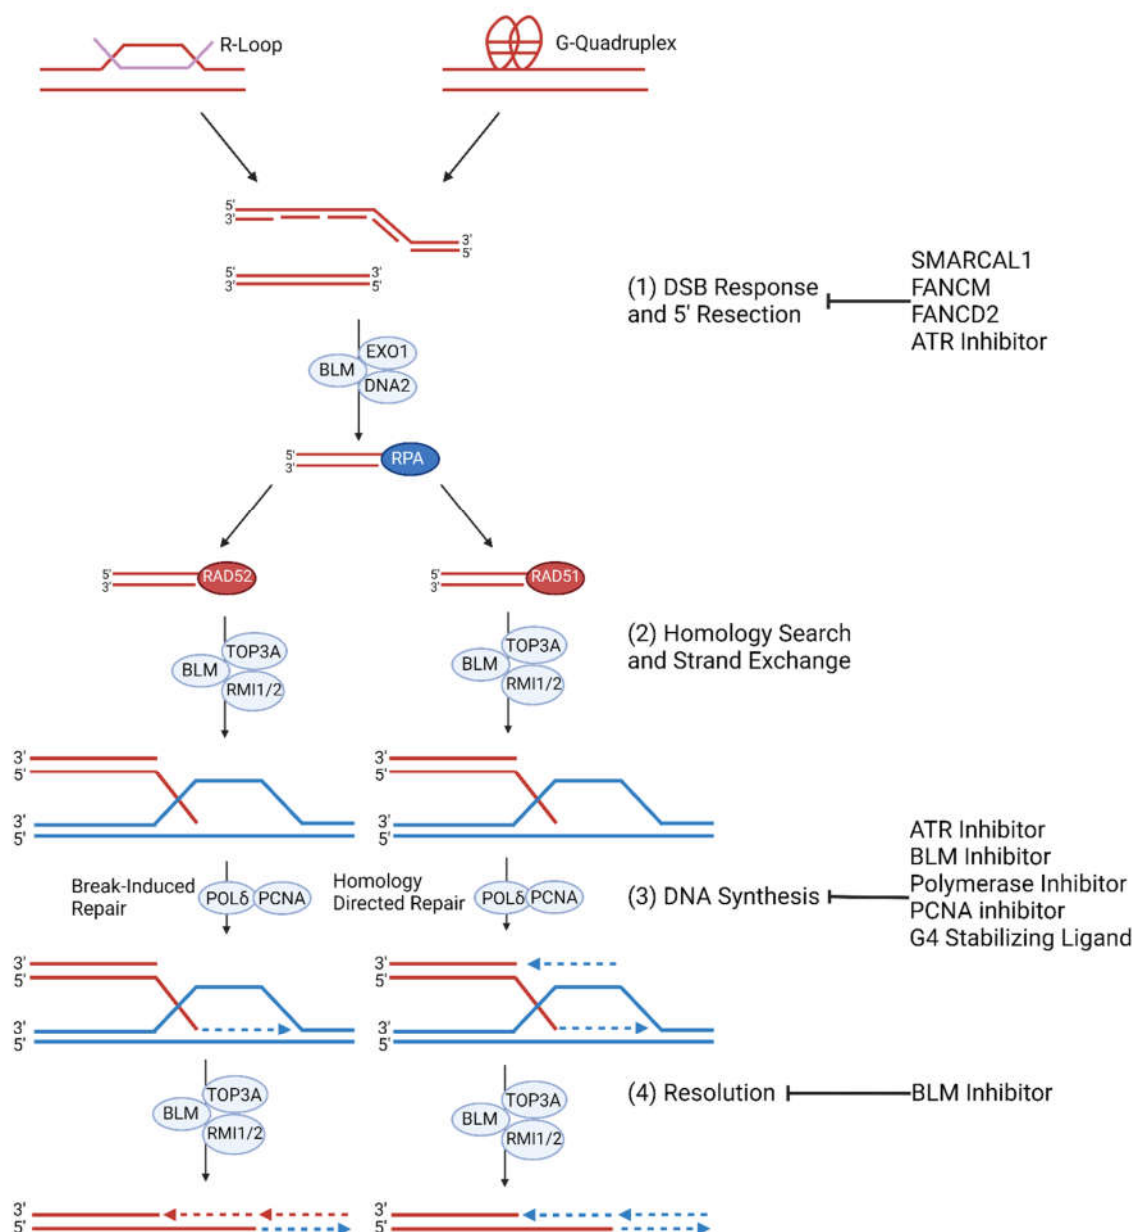 R-Loop
G-Quadruplex
5'
3'
3'
5'
5'
3'
3'
5'
(1) DSB Response
and 5' Resection
SMARCAL1
FANCM
FANCD2
ATR Inhibitor
EXO1
BLM
DNA2
5'
3'
RPA
5'
3'
RAD52
5'
3'
RAD51
(2) Homology Search
and Strand Exchange
TOP3A
BLM
RMI1/2
TOP3A
BLM
RMI1/2
3'
5'
3'
5'
3'
5'
3'
5'
Break-Induced
Repair
POLδ PCNA
Homology
Directed Repair
POLδ PCNA
(3) DNA Synthesis
ATR Inhibitor
BLM Inhibitor
Polymerase Inhibitor
PCNA inhibitor
G4 Stabilizing Ligand
3'
5'
3'
5'
3'
5'
3'
5'
TOP3A
BLM
RMI1/2
TOP3A
BLM
RMI1/2
(4) Resolution
BLM Inhibitor
3'
5'
3'
5'